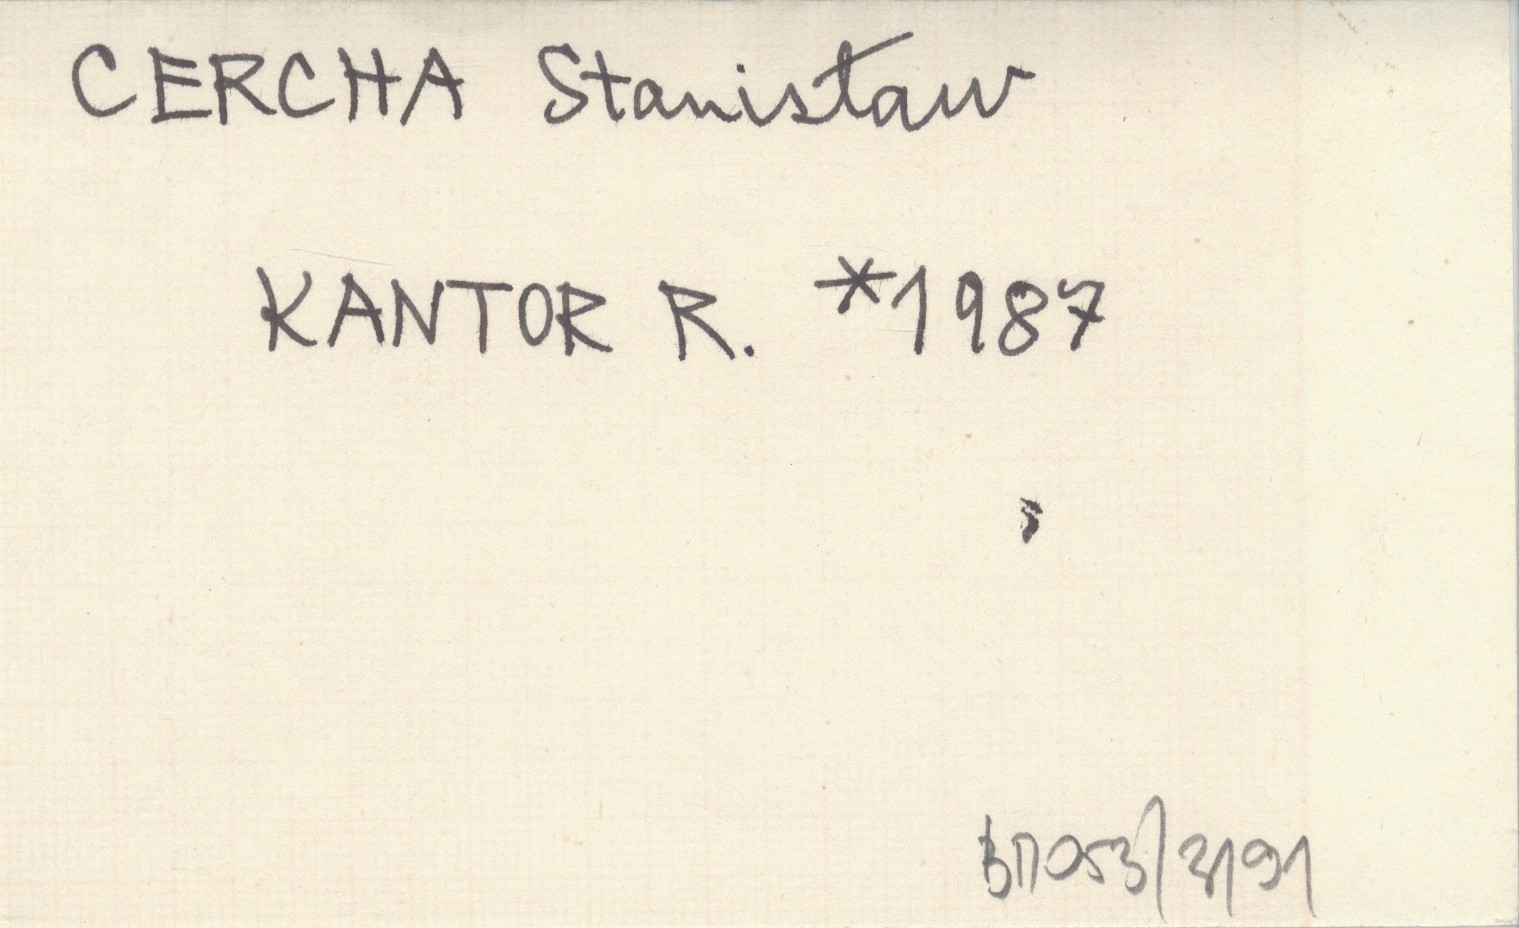 CERCHA Stanisław
KANTOR R. *1987